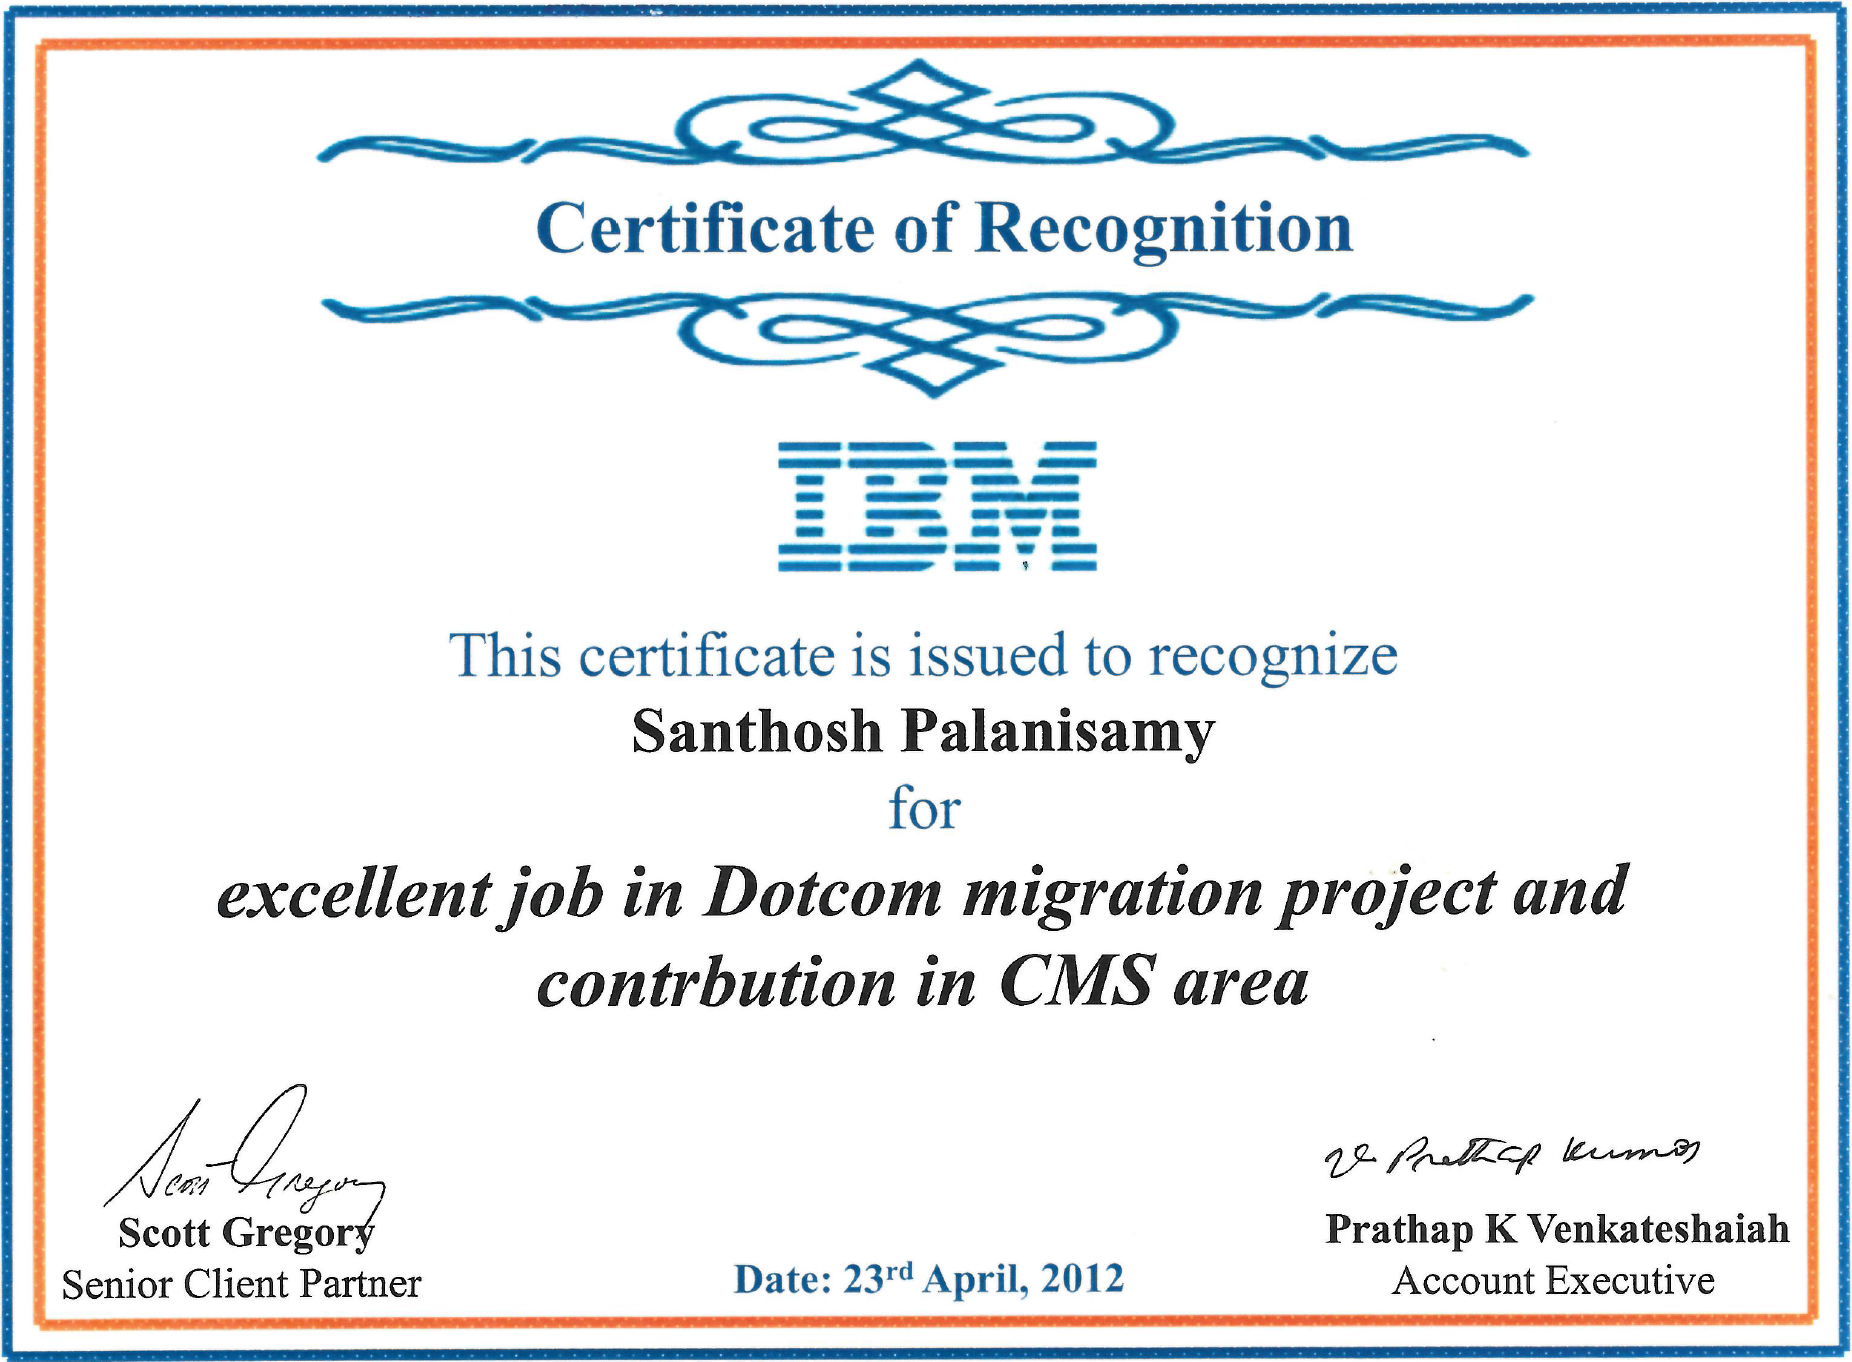 Certificate of Recognition
IBM
This certificate is issued to recognize
Santhosh Palanisamy
for
excellent job in Dotcom migration project and
contrbution in CMS area
Scott Gregory
Scott Gregory
Senior Client Partner
Date: 23rd April, 2012
Prathap Kumar
Prathap K Venkateshaiah
Account Executive